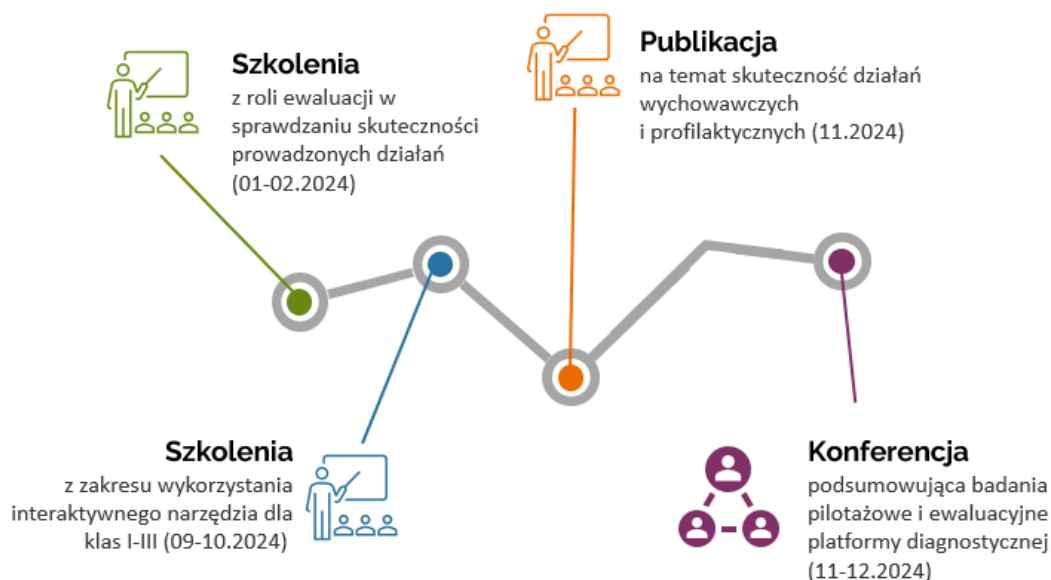 Szkolenia
z roli ewaluacji w
sprawdzaniu skuteczności
prowadzonych działań
(01-02.2024)
Publikacja
na temat skuteczność działań
wychowawczych
i profilaktycznych (11.2024)
Szkolenia
z zakresu wykorzystania
interaktywnego narzędzia dla
klas I-III (09-10.2024)
Konferencja
podsumowująca badania
pilotażowe i ewaluacyjne
platformy diagnostycznej
(11-12.2024)